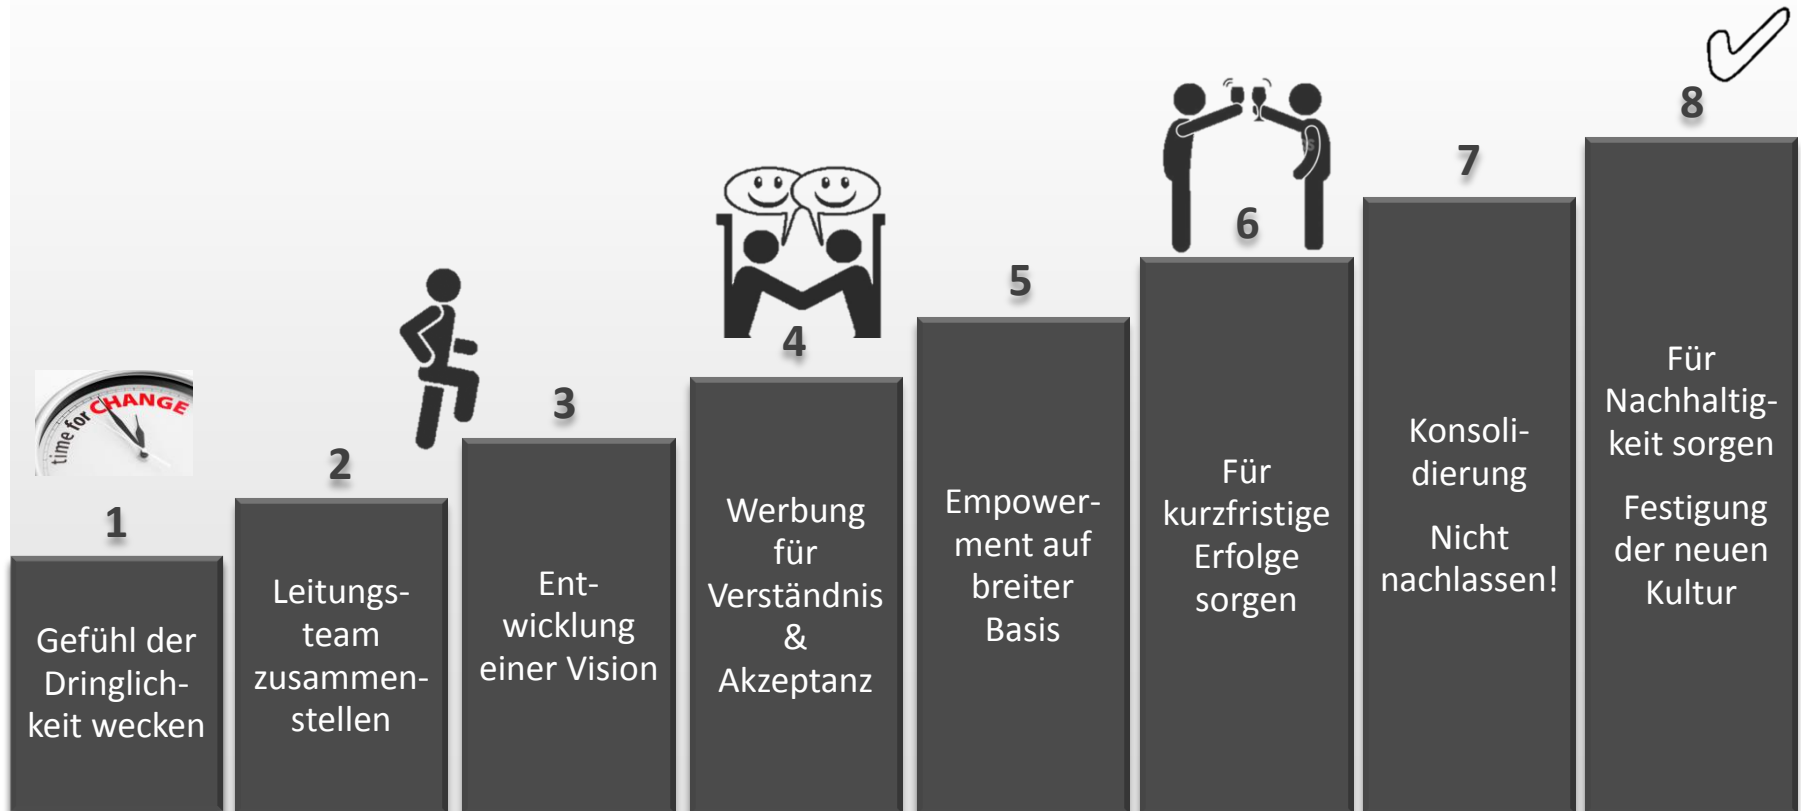 time for CHANGE
1
Gefühl der
Dringlich-
keit wecken
2
Leitungs-
team
zusammen-
stellen
3
Ent-
wicklung
einer Vision
4
Werbung
für
Verständnis
&
Akzeptanz
5
Empower-
ment auf
breiter
Basis
6
Für
kurzfristige
Erfolge
sorgen
7
Konsoli-
dierung
Nicht
nachlassen!
8
Für
Nachhaltig-
keit sorgen
Festigung
der neuen
Kultur